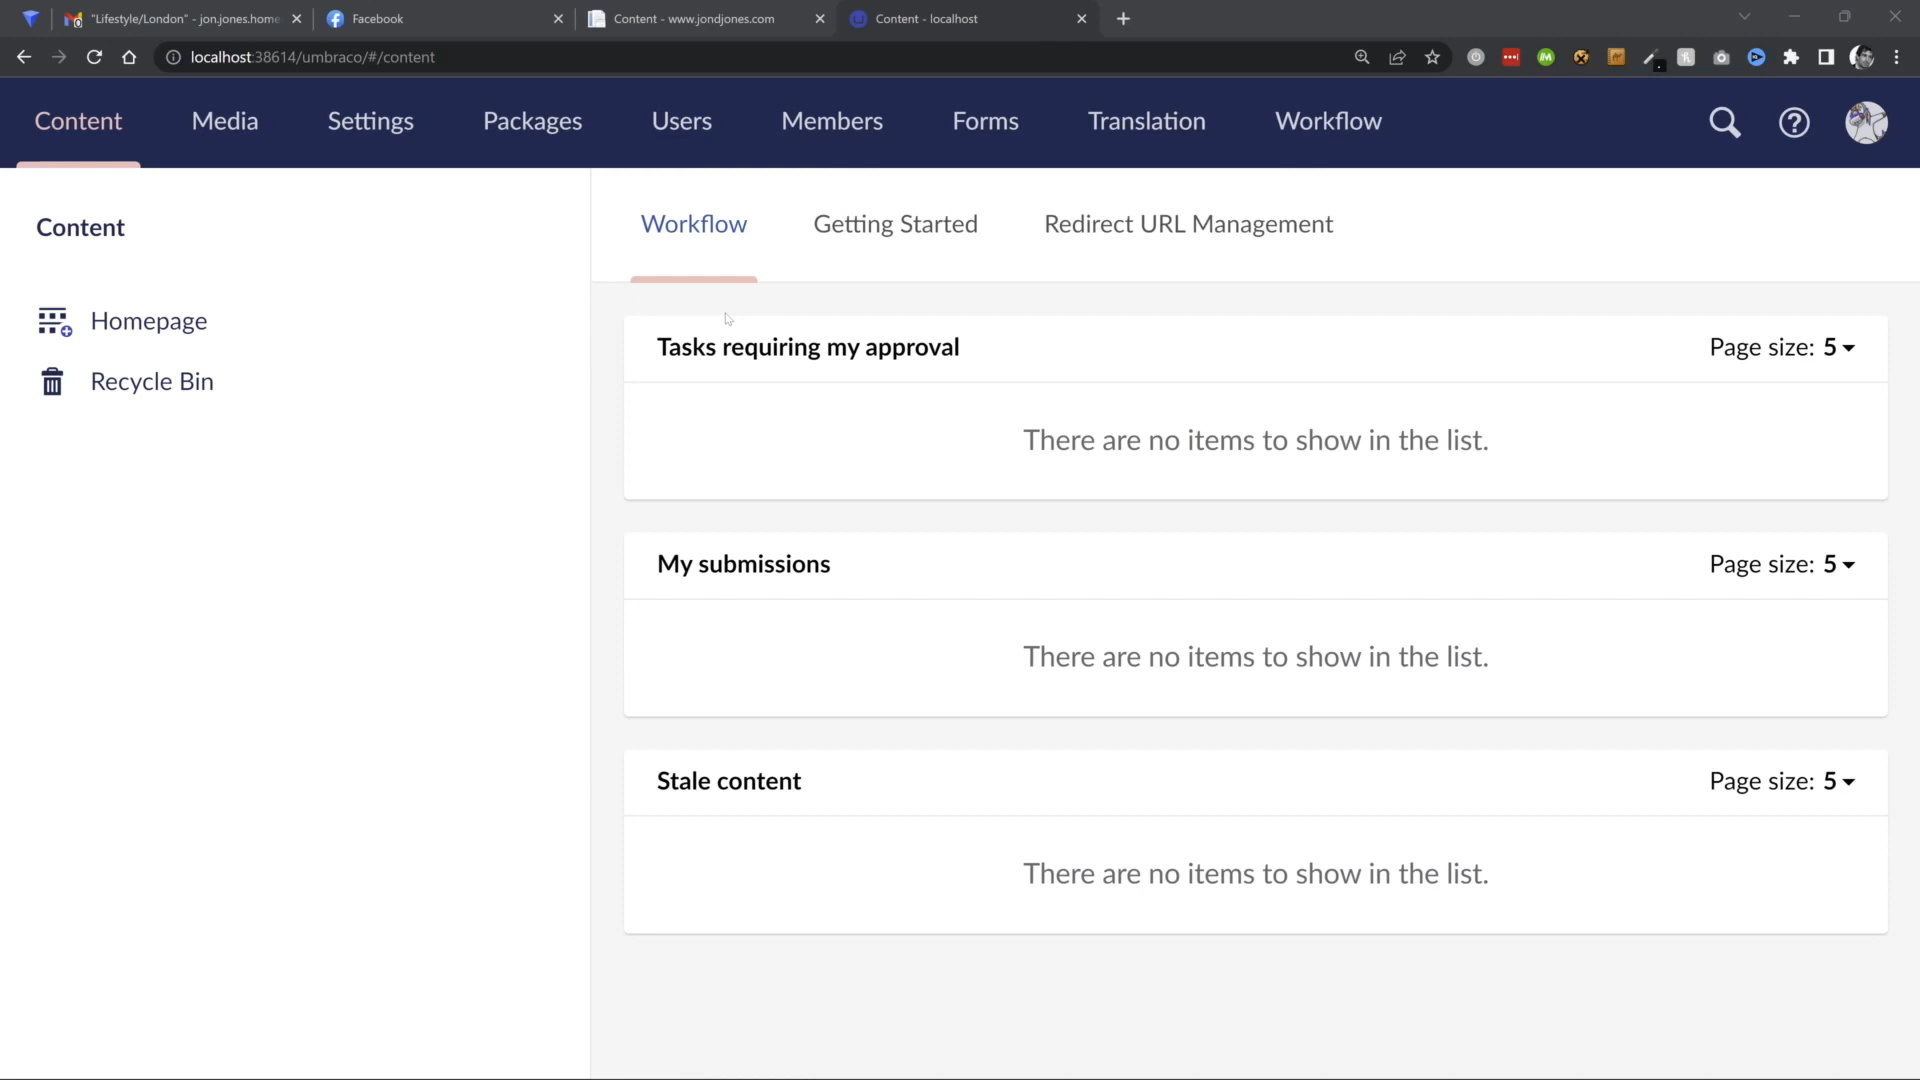 "Lifestyle/London" - jon.jones.home
Facebook
Content - www.jondjones.com
Content - localhost
localhost:38614/umbraco/#/content
Content
Media
Settings
Packages
Users
Members
Forms
Translation
Workflow
Content
Homepage
Recycle Bin
Workflow
Getting Started
Redirect URL Management
Tasks requiring my approval
Page size: 5
There are no items to show in the list.
My submissions
Page size: 5
There are no items to show in the list.
Stale content
Page size: 5
There are no items to show in the list.